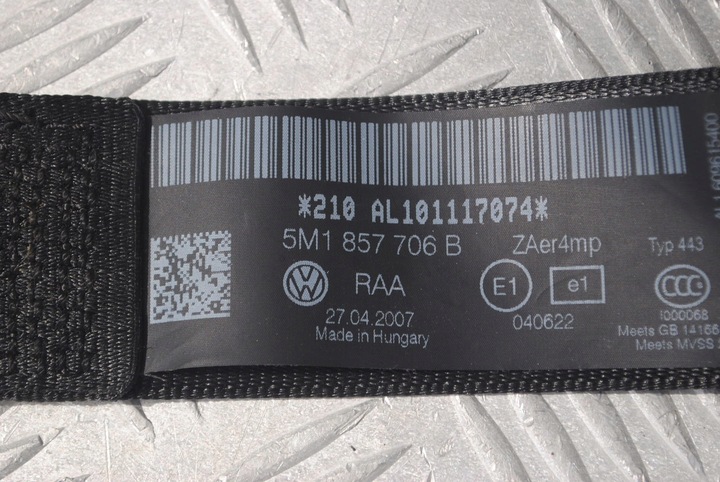 *210 AL101117074*
5M1 857 706 B ZAer4mp Typ 443
VW RAA E1 e1 CCC
27.04.2007 040622 I000068
Made in Hungary Meets GB 14166
Meets MVSS